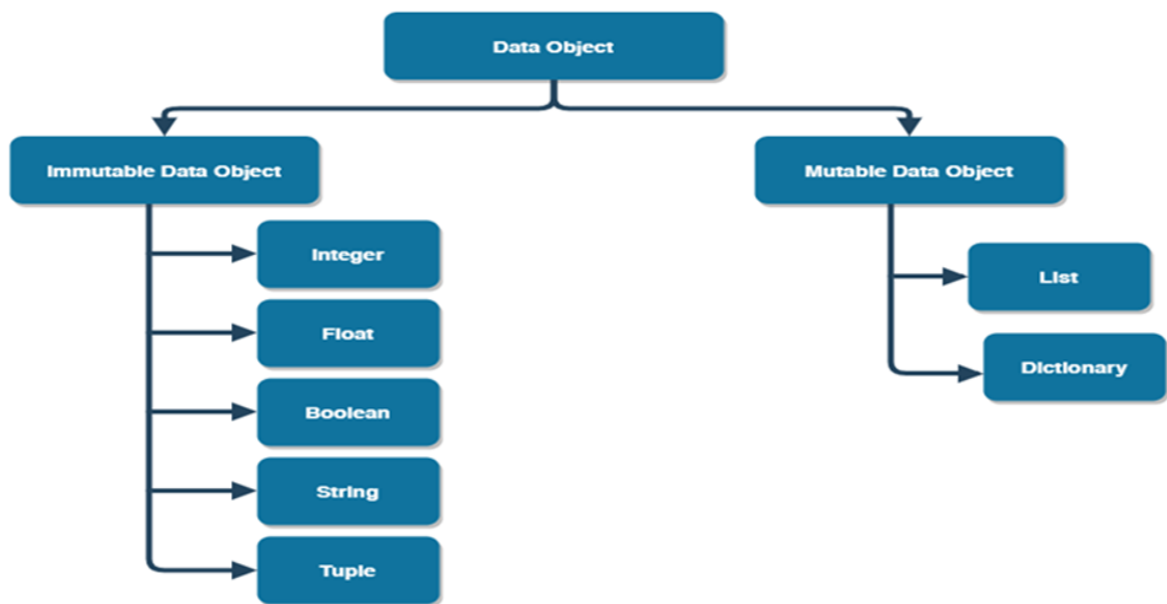 Data Object
Immutable Data Object
Mutable Data Object
Integer
Float
Boolean
String
Tuple
List
Dictionary